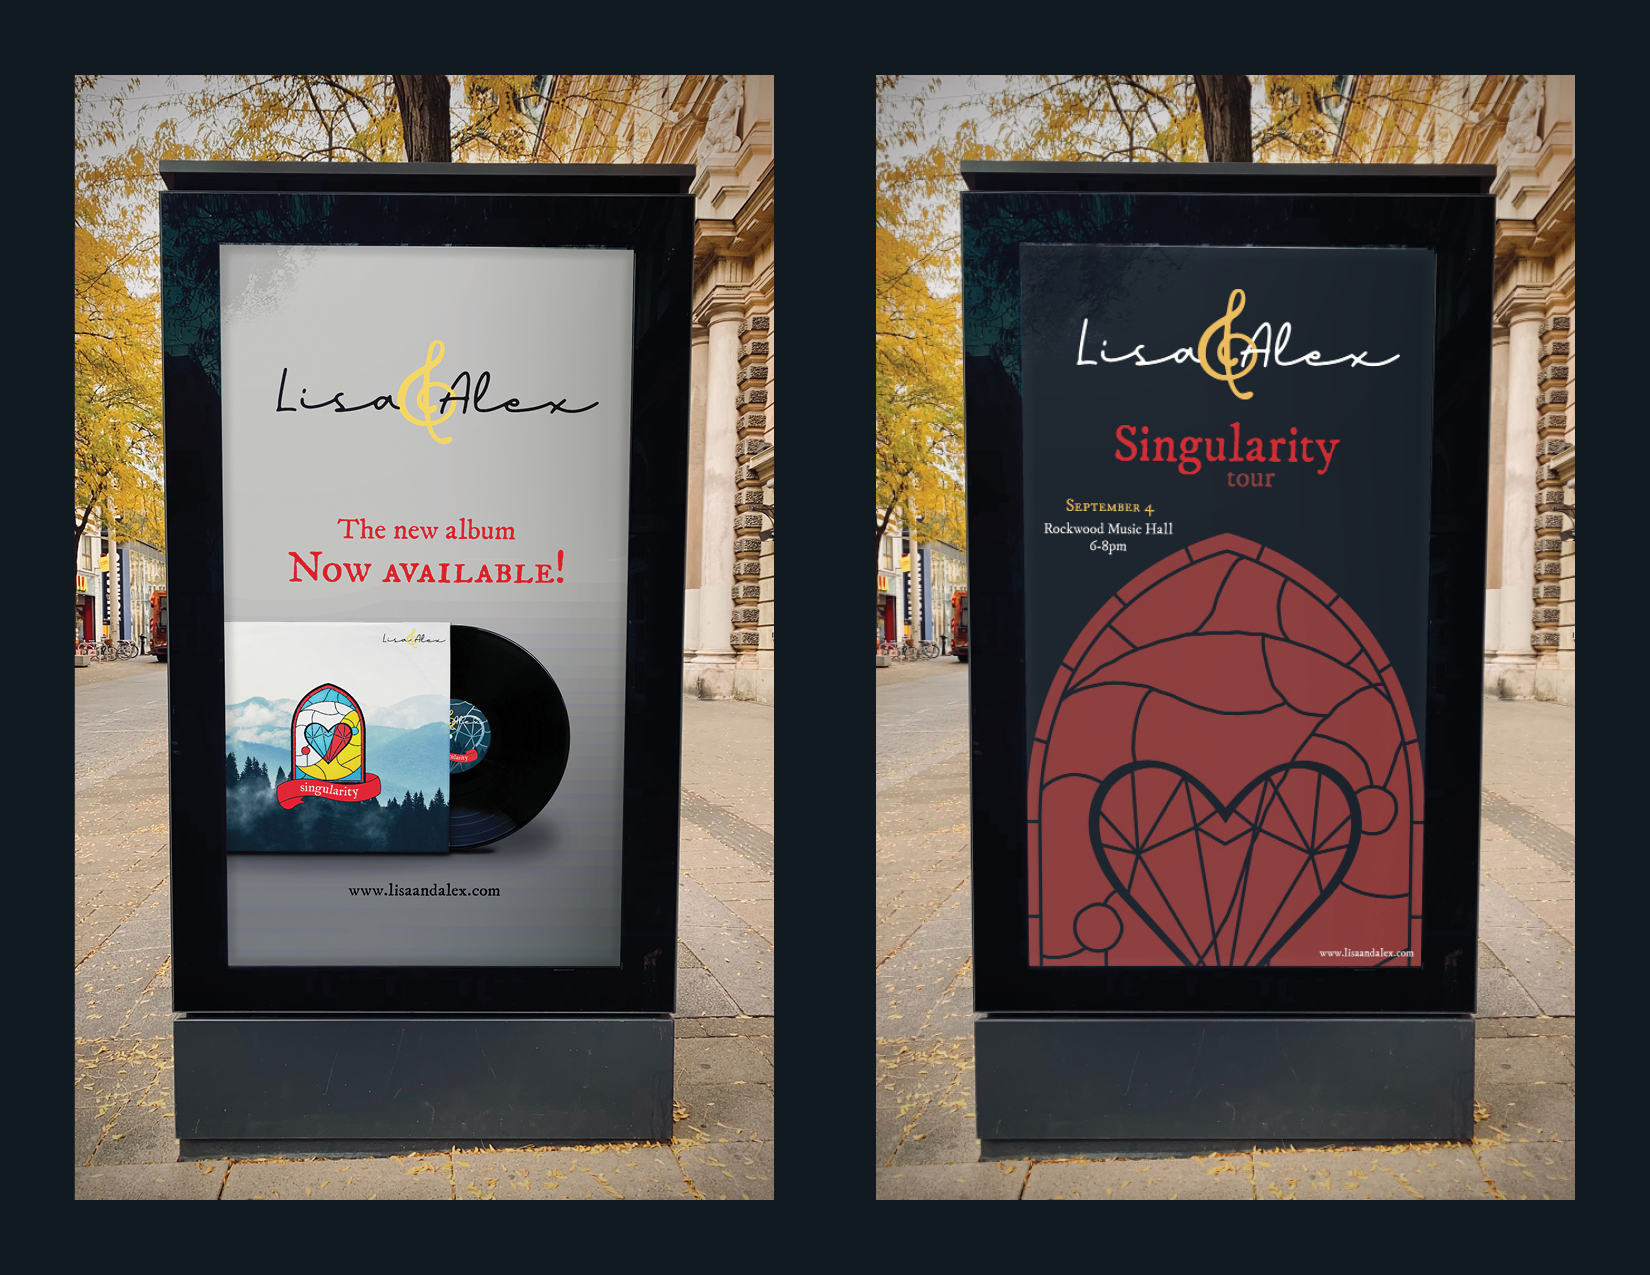 Lisa & Alex
The new album
Now available!
Lisa & Alex
singularity
www.lisaandalex.com
Lisa & Alex
Singularity
tour
September 4
Rockwood Music Hall
6-8pm
www.lisaandalex.com